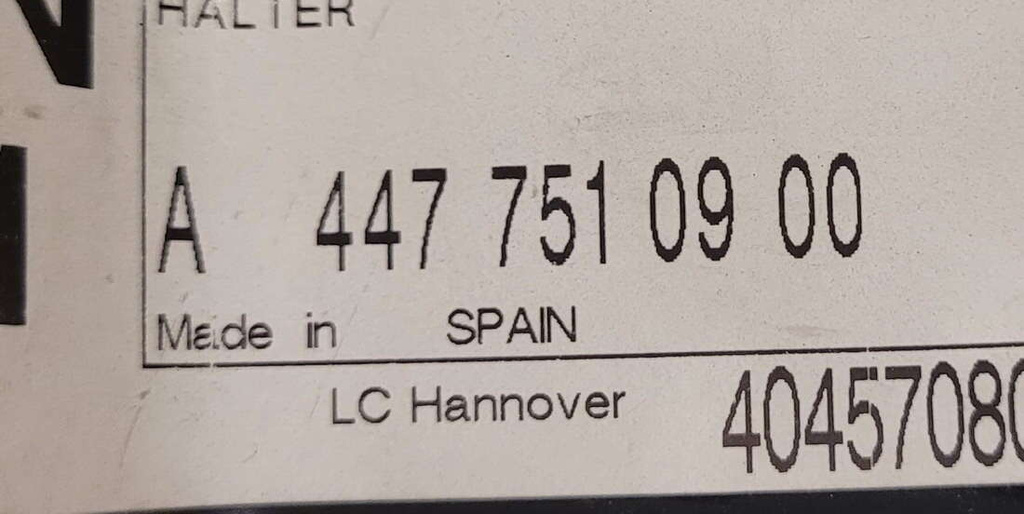 HALTER
A 447 751 09 00
Made in SPAIN
LC Hannover 4045708